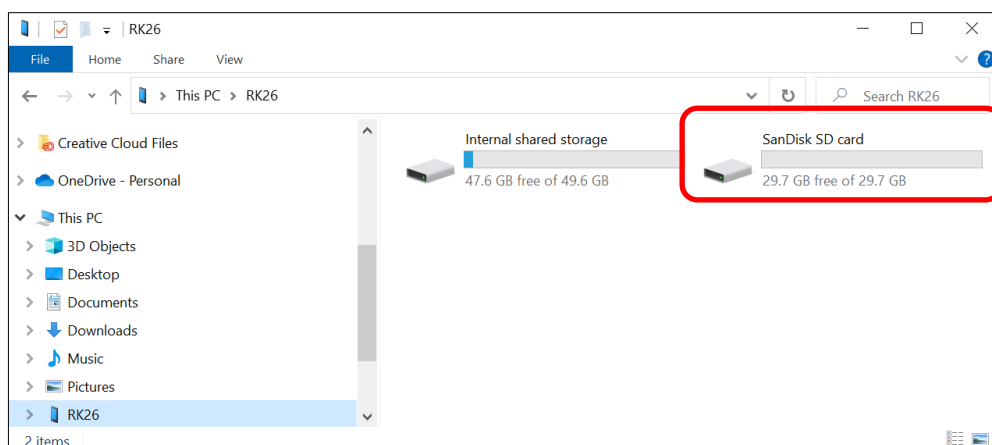 RK26
File Home Share View
This PC > RK26
Search RK26
Creative Cloud Files
OneDrive - Personal
This PC
3D Objects
Desktop
Documents
Downloads
Music
Pictures
RK26
Internal shared storage
47.6 GB free of 49.6 GB
SanDisk SD card
29.7 GB free of 29.7 GB
2 items